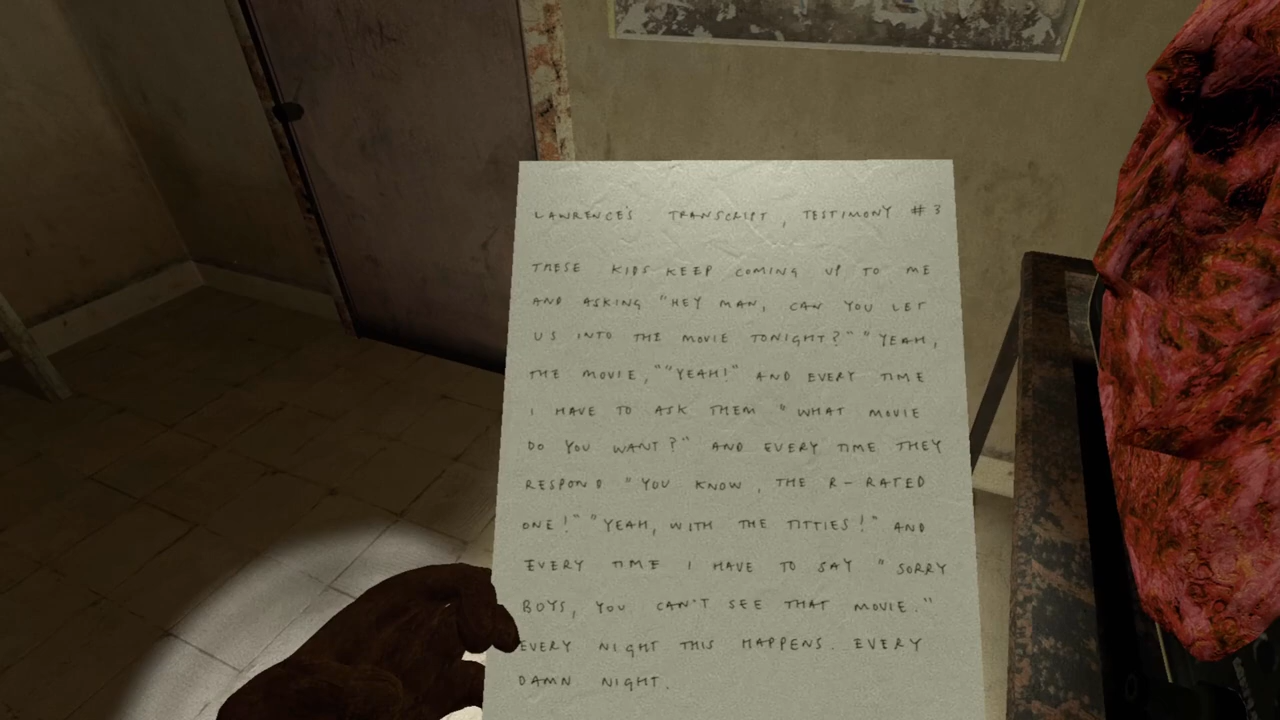 LAWRENCE'S TRANSCRIPT, TESTIMONY #3
THESE KIDS KEEP COMING UP TO ME
AND ASKING "HEY MAN, CAN YOU LET
US INTO THE MOVIE TONIGHT?" "YEAH,
THE MOVIE," "YEAH!" AND EVERY TIME
I HAVE TO ASK THEM "WHAT MOVIE
DO YOU WANT?" AND EVERY TIME THEY
RESPOND "YOU KNOW, THE R-RATED
ONE!" "YEAH, WITH THE TITTIES!" AND
EVERY TIME I HAVE TO SAY "SORRY
BOYS, YOU CAN'T SEE THAT MOVIE."
EVERY NIGHT THIS HAPPENS. EVERY
DAMN NIGHT.